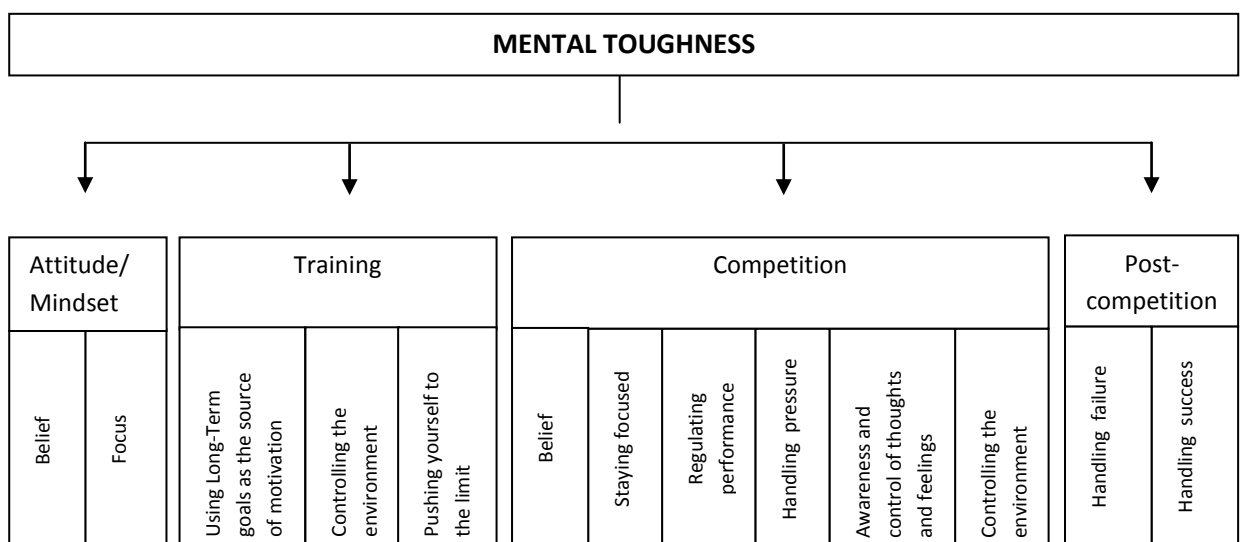 MENTAL TOUGHNESS
Attitude/
Mindset
Training
Competition
Post-
competition
Belief
Focus
Using Long-Term
goals as the source
of motivation
Controlling the
environment
Pushing yourself to
the limit
Belief
Staying focused
Regulating
performance
Handling pressure
Awareness and
control of thoughts
and feelings
Controlling the
environment
Handling failure
Handling success